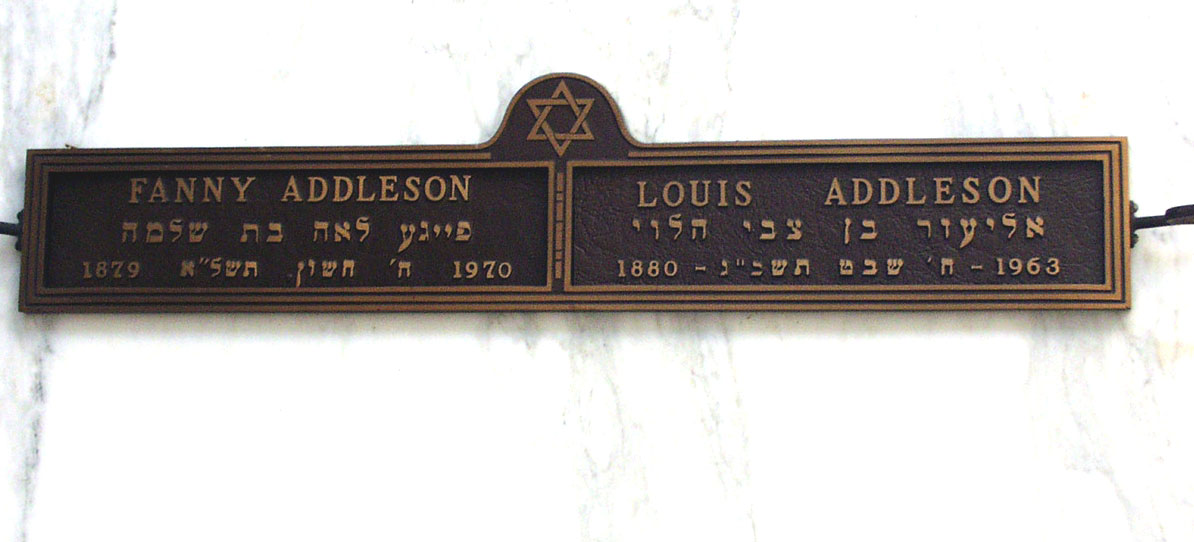 FANNY ADDLESON
פייגע לאה בת שלמה
1879 ה׳ חשון תשל"א 1970
LOUIS ADDLESON
אליעזר בן צבי הלוי
1880 – ח׳ שבט תשכ"ג – 1963